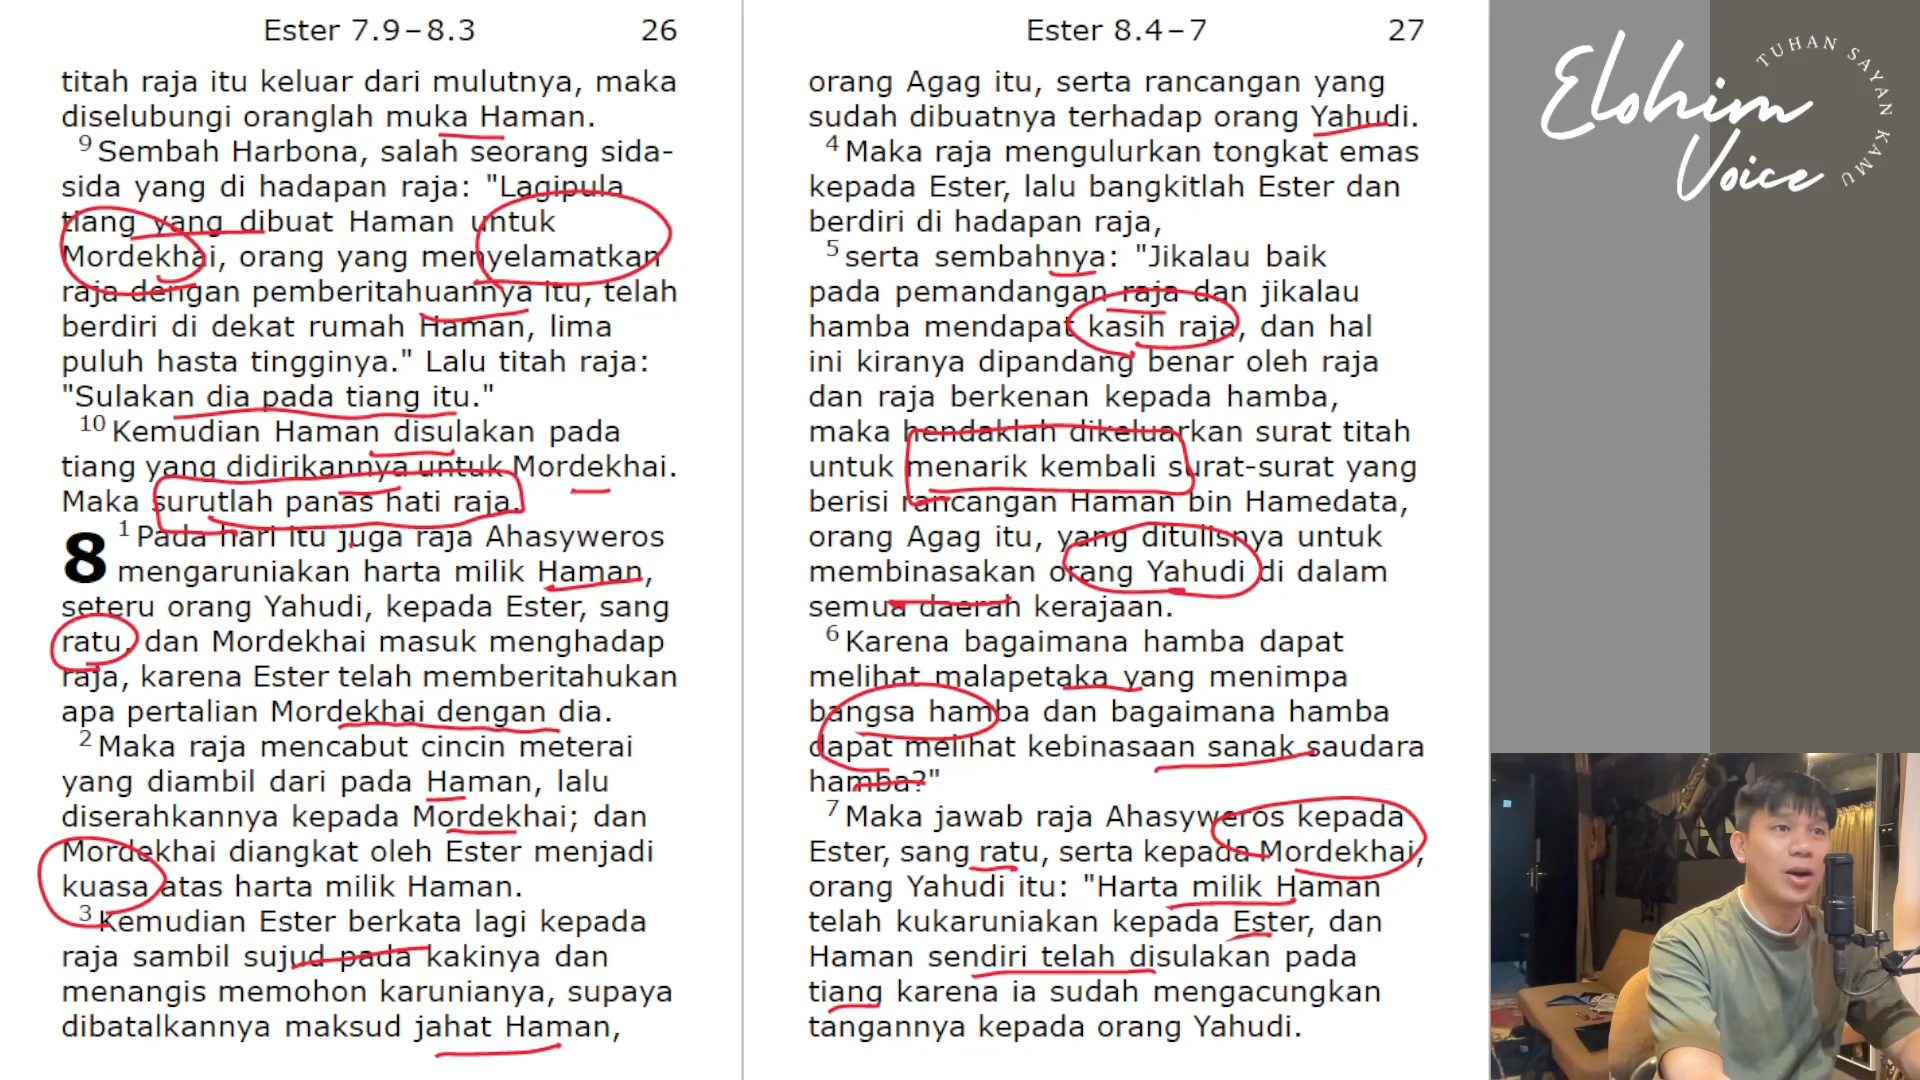 Ester 7.9–8.3 26
titah raja itu keluar dari mulutnya, maka
diselubungi oranglah muka Haman.
9 Sembah Harbona, salah seorang sida-
sida yang di hadapan raja: "Lagipula
tiang yang dibuat Haman untuk
Mordekhai, orang yang menyelamatkan
raja dengan pemberitahuannya itu, telah
berdiri di dekat rumah Haman, lima
puluh hasta tingginya." Lalu titah raja:
"Sulakan dia pada tiang itu."
10 Kemudian Haman disulakan pada
tiang yang didirikannya untuk Mordekhai.
Maka surutlah panas hati raja.
8 1 Pada hari itu juga raja Ahasyweros
mengaruniakan harta milik Haman,
seteru orang Yahudi, kepada Ester, sang
ratu, dan Mordekhai masuk menghadap
raja, karena Ester telah memberitahukan
apa pertalian Mordekhai dengan dia.
2 Maka raja mencabut cincin meterai
yang diambil dari pada Haman, lalu
diserahkannya kepada Mordekhai; dan
Mordekhai diangkat oleh Ester menjadi
kuasa atas harta milik Haman.
3 Kemudian Ester berkata lagi kepada
raja sambil sujud pada kakinya dan
menangis memohon karunianya, supaya
dibatalkannya maksud jahat Haman,
Ester 8.4–7 27
orang Agag itu, serta rancangan yang
sudah dibuatnya terhadap orang Yahudi.
4 Maka raja mengulurkan tongkat emas
kepada Ester, lalu bangkitlah Ester dan
berdiri di hadapan raja,
5 serta sembahnya: "Jikalau baik
pada pemandangan raja dan jikalau
hamba mendapat kasih raja, dan hal
ini kiranya dipandang benar oleh raja
dan raja berkenan kepada hamba,
maka hendaklah dikeluarkan surat titah
untuk menarik kembali surat-surat yang
berisi rancangan Haman bin Hamedata,
orang Agag itu, yang ditulisnya untuk
membinasakan orang Yahudi di dalam
semua daerah kerajaan.
6 Karena bagaimana hamba dapat
melihat malapetaka yang menimpa
bangsa hamba dan bagaimana hamba
dapat melihat kebinasaan sanak saudara
hamba?"
7 Maka jawab raja Ahasyweros kepada
Ester, sang ratu, serta kepada Mordekhai,
orang Yahudi itu: "Harta milik Haman
telah kukaruniakan kepada Ester, dan
Haman sendiri telah disulakan pada
tiang karena ia sudah mengacungkan
tangannya kepada orang Yahudi.
Elohim
Voice
TUHAN SAYAN KAMU